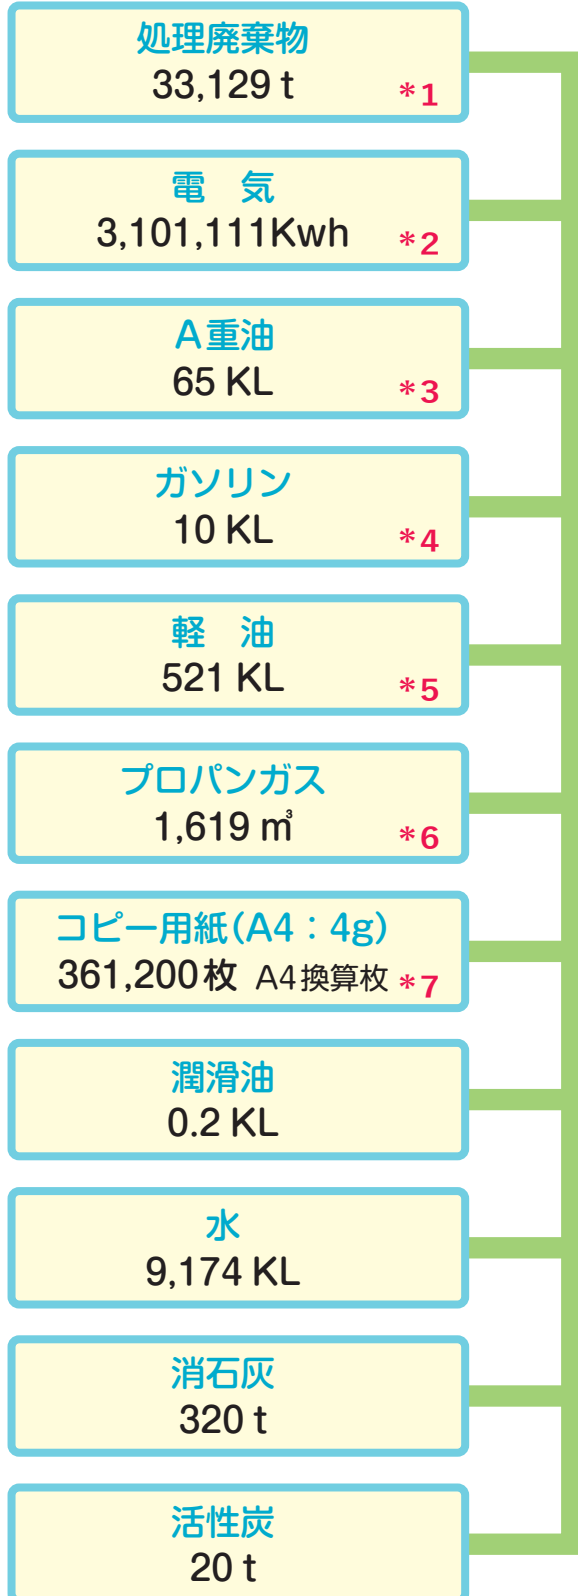 処理廃棄物
33,129 t *1
電 気
3,101,111Kwh *2
A重油
65 KL *3
ガソリン
10 KL *4
軽 油
521 KL *5
プロパンガス
1,619 ㎥ *6
コピー用紙(A4:4g)
361,200枚 A4換算枚 *7
潤滑油
0.2 KL
水
9,174 KL
消石灰
320 t
活性炭
20 t